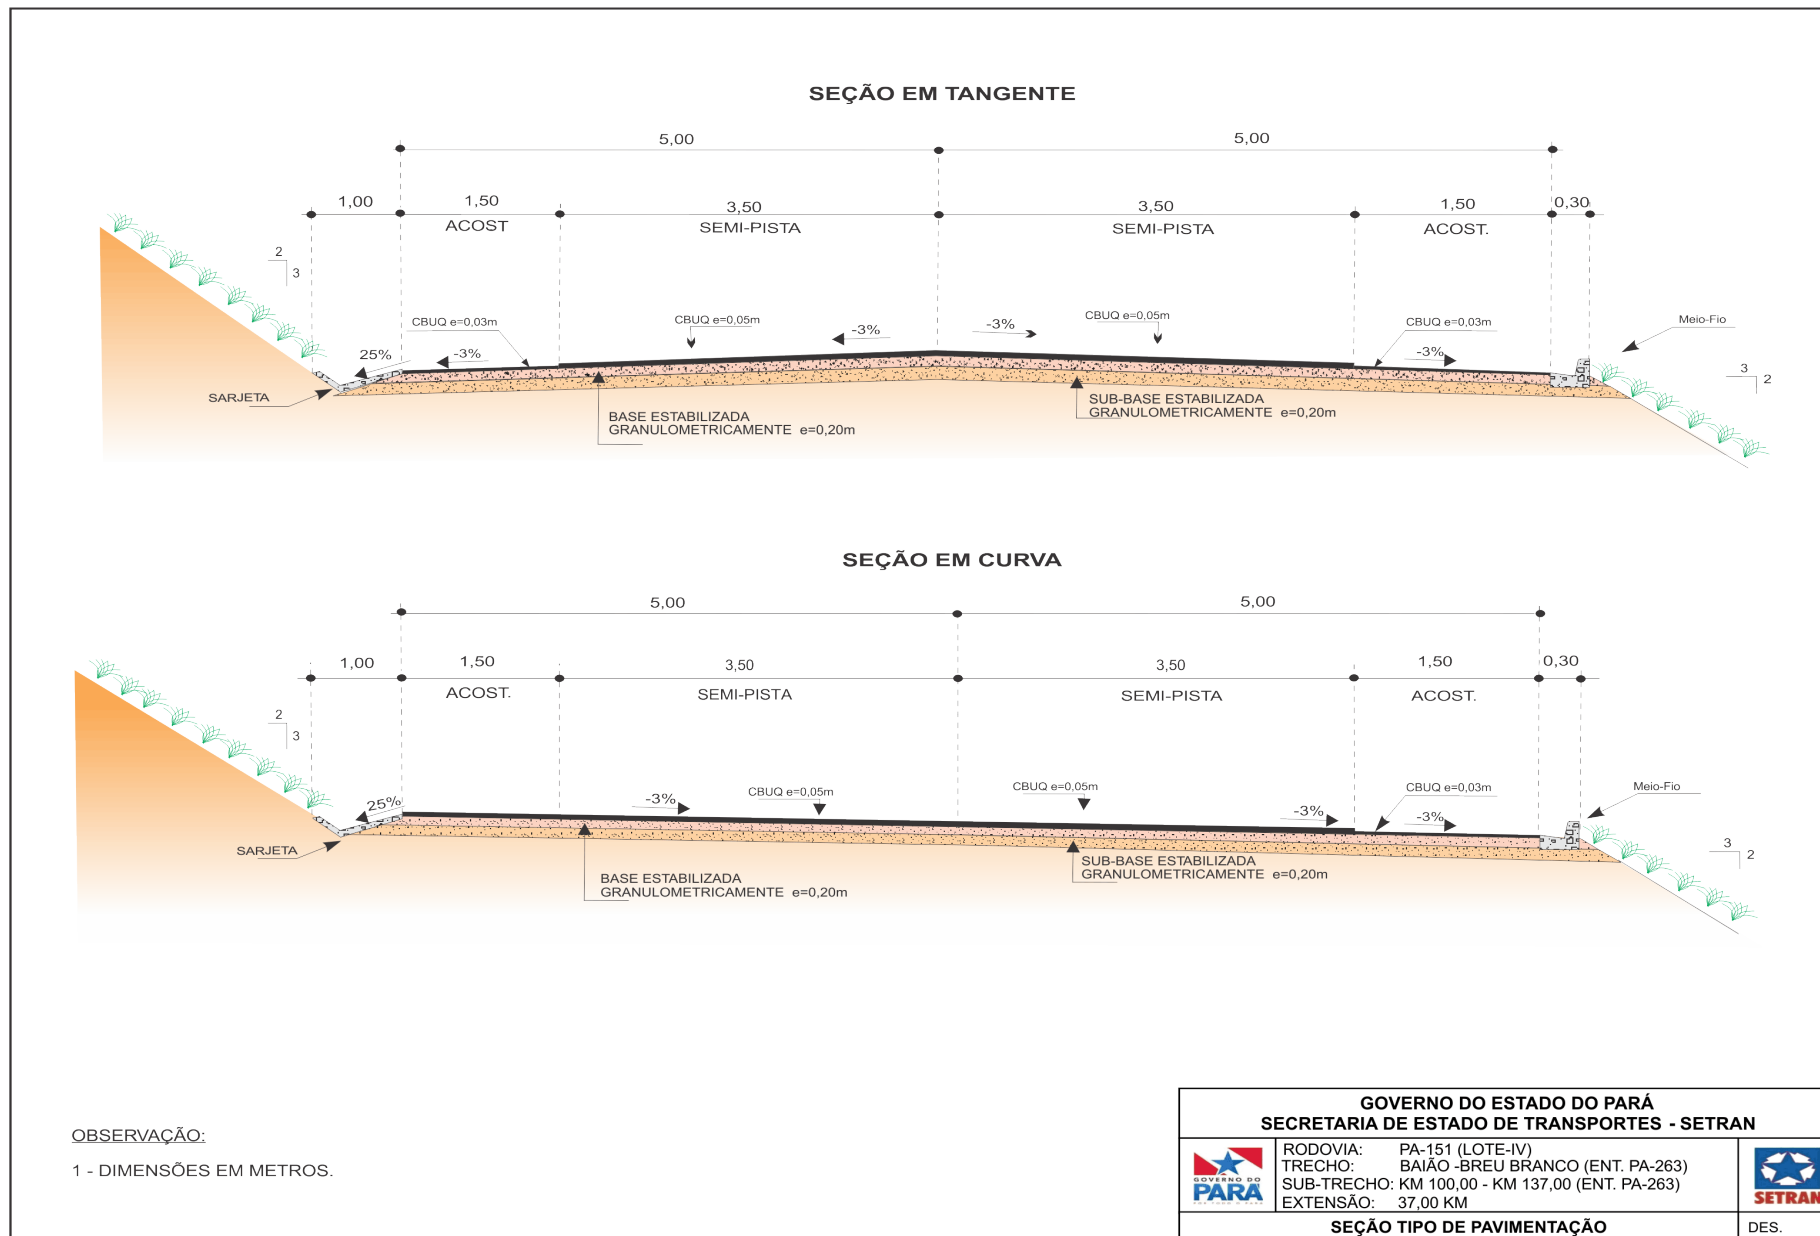 SEÇÃO EM TANGENTE
5,00 5,00
1,00 1,50 3,50 3,50 1,50 0,30
ACOST SEMI-PISTA SEMI-PISTA ACOST.
2
3
CBUQ e=0,03m CBUQ e=0,05m -3% -3% CBUQ e=0,05m CBUQ e=0,03m Meio-Fio
25% -3% -3%
3
2
SARJETA
BASE ESTABILIZADA
GRANULOMETRICAMENTE e=0,20m
SUB-BASE ESTABILIZADA
GRANULOMETRICAMENTE e=0,20m
SEÇÃO EM CURVA
5,00 5,00
1,00 1,50 3,50 3,50 1,50 0,30
ACOST. SEMI-PISTA SEMI-PISTA ACOST.
2
3
25% -3% CBUQ e=0,05m CBUQ e=0,05m -3% CBUQ e=0,03m -3% Meio-Fio
3
2
SARJETA
BASE ESTABILIZADA
GRANULOMETRICAMENTE e=0,20m
SUB-BASE ESTABILIZADA
GRANULOMETRICAMENTE e=0,20m
OBSERVAÇÃO:
1 - DIMENSÕES EM METROS.
GOVERNO DO ESTADO DO PARÁ
SECRETARIA DE ESTADO DE TRANSPORTES - SETRAN
GOVERNO DO
PARÁ
RODOVIA: PA-151 (LOTE-IV)
TRECHO: BAIÃO -BREU BRANCO (ENT. PA-263)
SUB-TRECHO: KM 100,00 - KM 137,00 (ENT. PA-263)
EXTENSÃO: 37,00 KM
SETRAN
SEÇÃO TIPO DE PAVIMENTAÇÃO
DES.